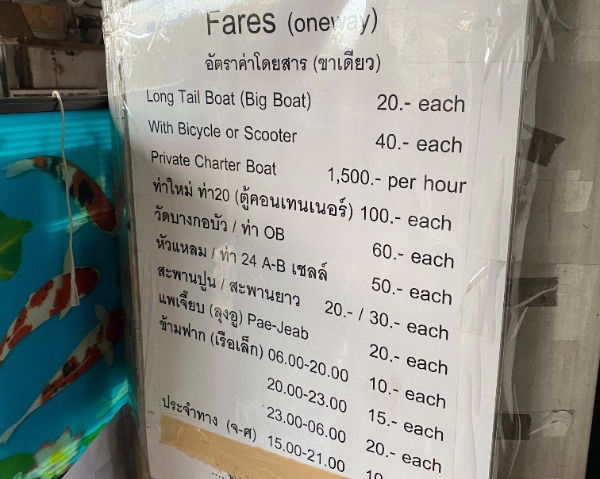 Fares (oneway)
อัตราค่าโดยสาร (ขาเดียว)
Long Tail Boat (Big Boat) 20.- each
With Bicycle or Scooter 40.- each
Private Charter Boat 1,500.- per hour
ท่าใหม่ ท่า20 (ตู้คอนเทนเนอร์) 100.- each
วัดบางกอบัว / ท่า OB 60.- each
หัวแหลม / ท่า 24 A-B เชลล์ 50.- each
สะพานปูน / สะพานยาว 20.- / 30.- each
แพเจี๊ยบ (ลุงอู) Pae-Jeab 20.- each
ข้ามฟาก (เรือเล็ก) 06.00-20.00 10.- each
20.00-23.00 15.- each
23.00-06.00 20.- each
ประจำทาง (จ-ศ) 15.00-21.00 10